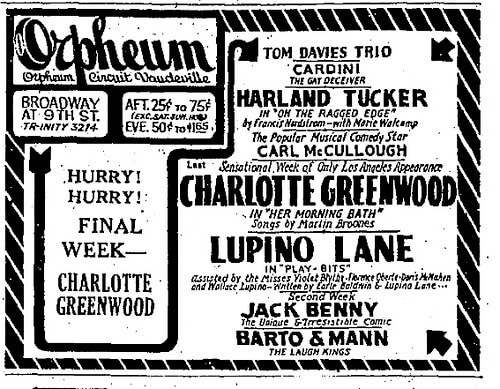 Orpheum
Orpheum Circuit Vaudeville
BROADWAY
AT 9TH ST.
TR-INITY 3214
AFT. 25¢ TO 75¢
(EXC. SAT. SUN. HOL)
EVE. 50¢ TO $1.65
HURRY!
HURRY!
FINAL
WEEK—
CHARLOTTE
GREENWOOD
TOM DAVIES TRIO
CARDINI
THE GAY DECEIVER
HARLAND TUCKER
IN "ON THE RAGGED EDGE"
by Francis Nordstrom - with Marie Walcamp
The Popular Musical Comedy Star
CARL McCULLOUGH
Last Sensational Week of Only Los Angeles Appearance
CHARLOTTE GREENWOOD
IN "HER MORNING BATH"
Songs by Martin Broones
LUPINO LANE
IN "PLAY-BITS"
Assisted by the Misses Violet Blythe - Florence Oberle - Doris McMahon
and Wallace Lupino - Written by Earle Baldwin & Lupino Lane...
Second Week
JACK BENNY
The Unique & Irresistible Comic
BARTO & MANN
THE LAUGH KINGS